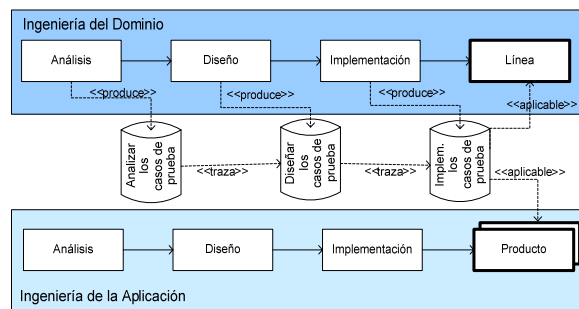 Ingeniería del Dominio
Análisis
Diseño
Implementación
Línea
<<produce>>
<<produce>>
<<produce>>
<<aplicable>>
Analizar
los
casos de
prueba
<<traza>>
Diseñar
los
casos de
prueba
<<traza>>
Implem.
los
casos de
prueba
<<aplicable>>
Análisis
Diseño
Implementación
Producto
Ingeniería de la Aplicación